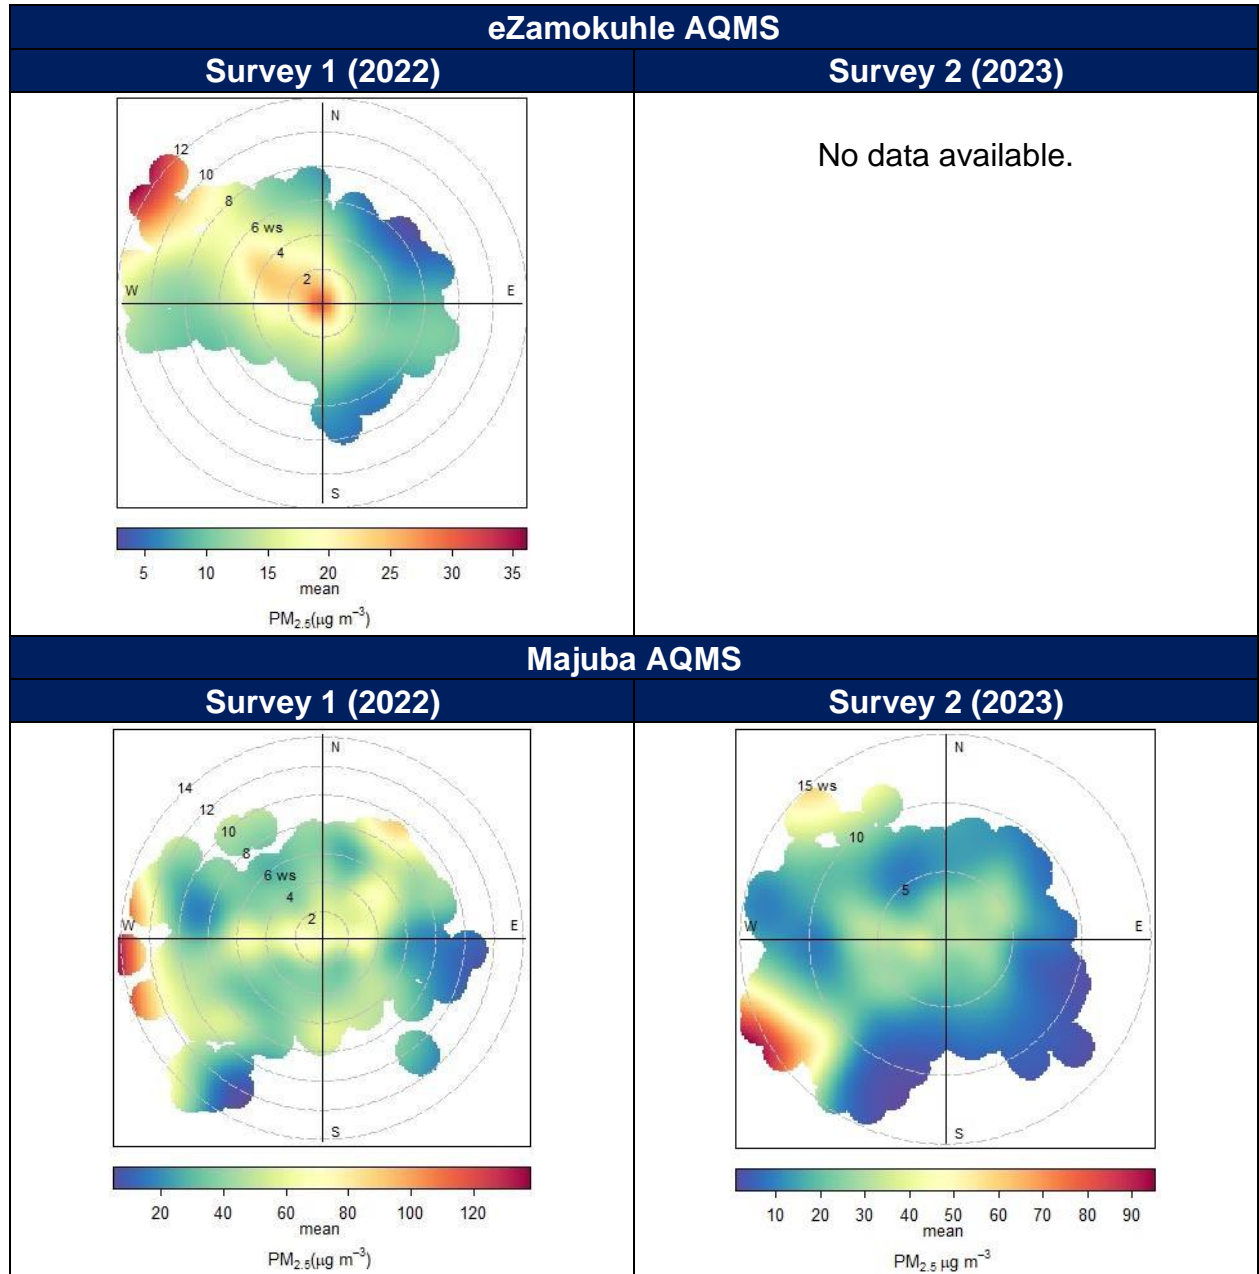 eZamokuhle AQMS
Survey 1 (2022) Survey 2 (2023)
No data available.
N
12
10
8
6 ws
4
2
W E
S
5 10 15 20 25 30 35
mean
PM2.5(μg m−3)
Majuba AQMS
Survey 1 (2022) Survey 2 (2023)
N
14
12
10
8
6 ws
4
2
W E
S
20 40 60 80 100 120
mean
PM2.5(μg m−3)
N
15 ws
10
5
W E
S
10 20 30 40 50 60 70 80 90
mean
PM2.5 μg m−3